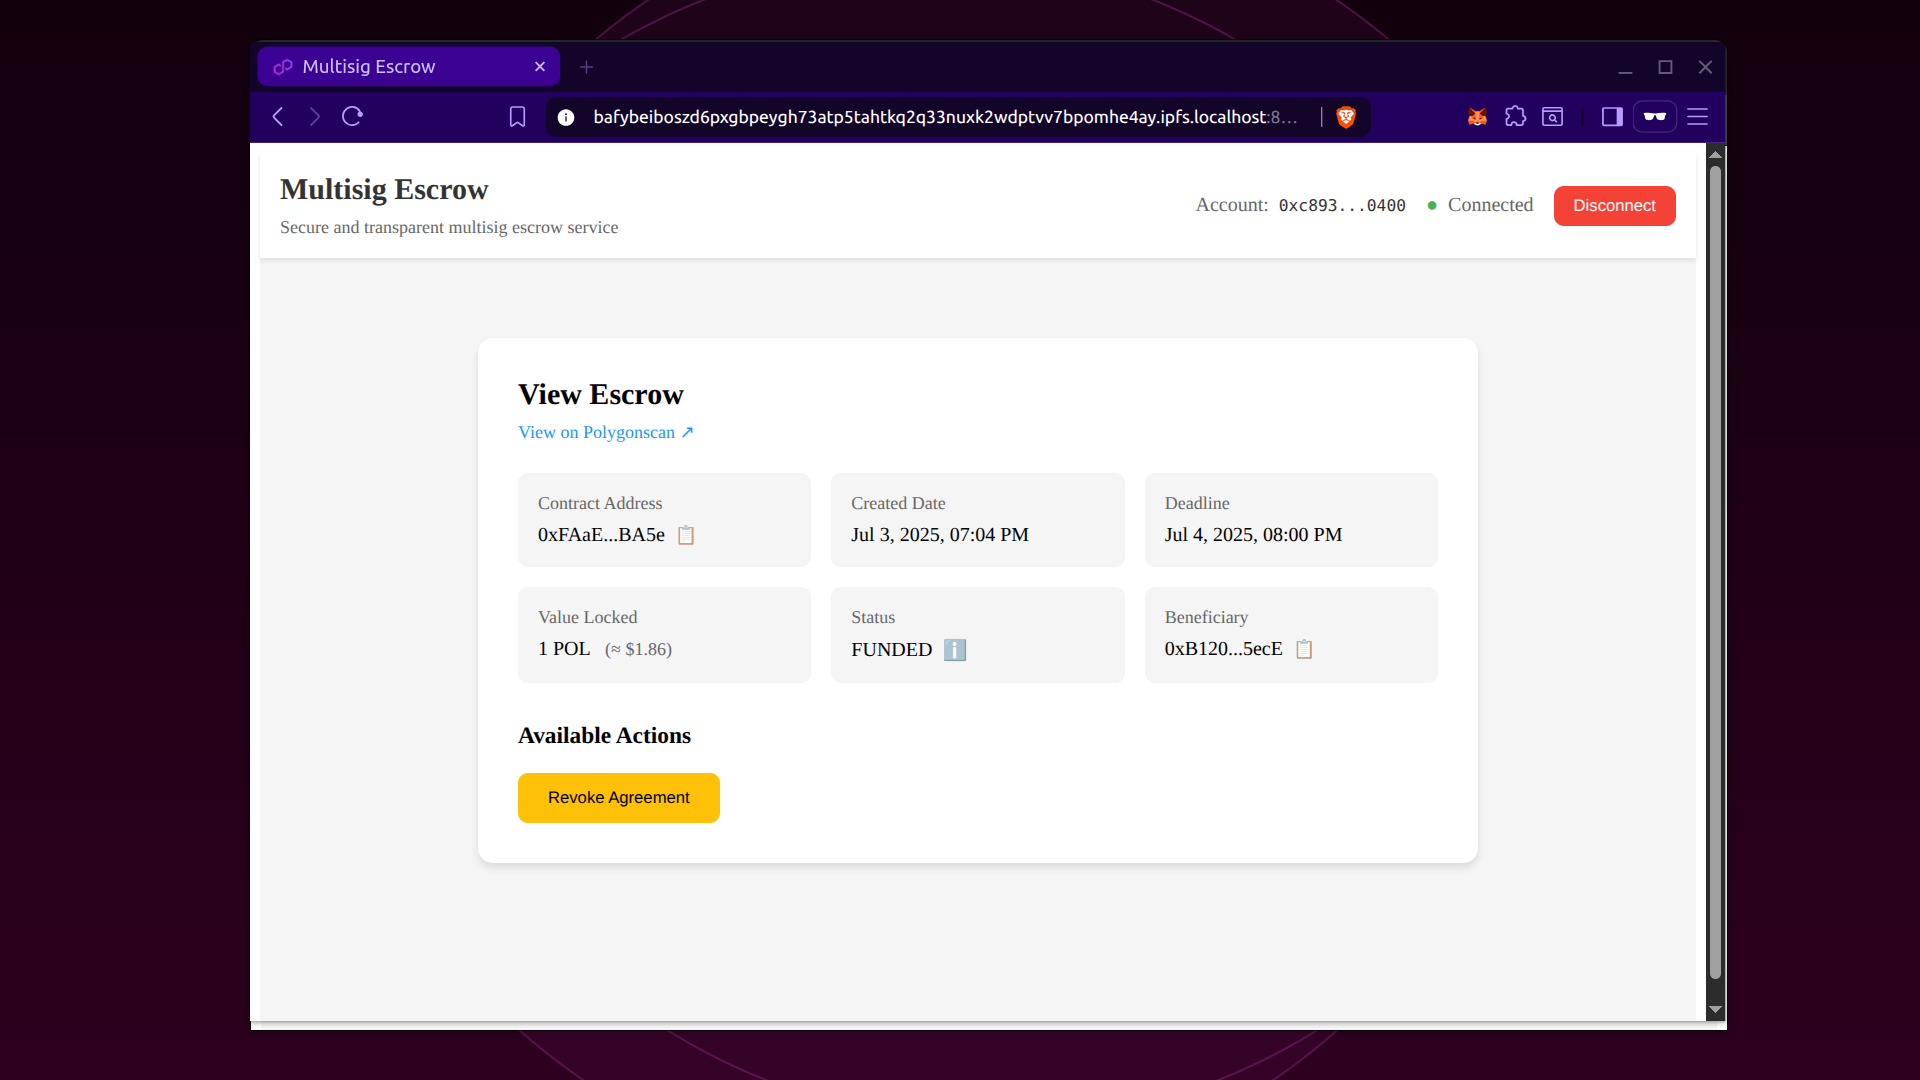 Multisig Escrow
bafybeiboszd6pxgbpeygh73atp5tahtkq2q33nuxk2wdptvv7bpomhe4ay.ipfs.localhost:8...
Multisig Escrow
Secure and transparent multisig escrow service
Account: 0xc893...0400 ● Connected Disconnect
View Escrow
View on Polygonscan ↗
Contract Address
0xFAaE...BA5e
Created Date
Jul 3, 2025, 07:04 PM
Deadline
Jul 4, 2025, 08:00 PM
Value Locked
1 POL (≈ $1.86)
Status
FUNDED ℹ️
Beneficiary
0xB120...5ecE
Available Actions
Revoke Agreement